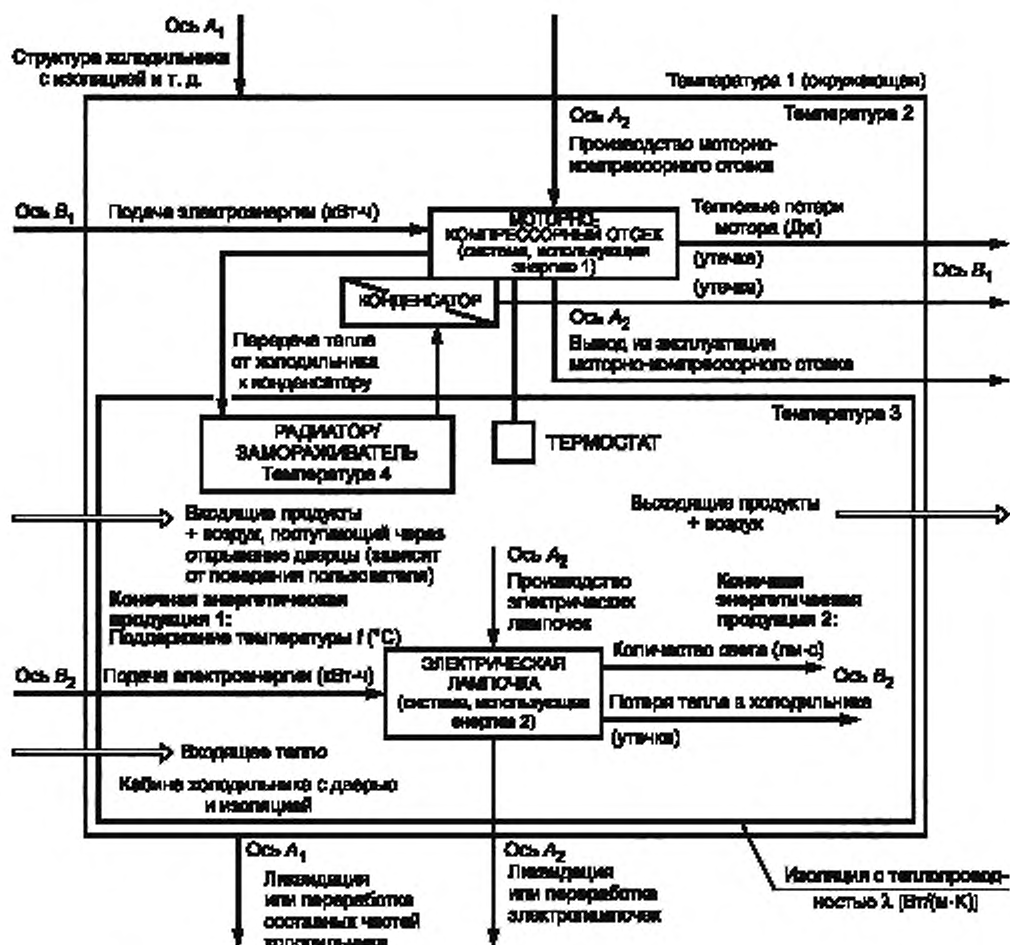 Ось A1
Структура холодильника
с изоляцией и т. д.
Температура 1 (окружающая)
Температура 2
Ось A2
Производство моторно-
компрессорного отсека
Ось B1
Подача электроэнергии (кВт·ч)
МОТОРНО-
КОМПРЕССОРНЫЙ ОТСЕК
(система, использующая
энергию 1)
Тепловые потери
мотора (Дж)
(утечка)
Ось B1
(утечка)
КОНДЕНСАТОР
Ось A2
Вывод из эксплуатации
моторно-компрессорного отсека
Передача тепла
от холодильника
к конденсатору
Температура 3
РАДИАТОР/
ЗАМОРАЖИВАТЕЛЬ
Температура 4
ТЕРМОСТАТ
Входящие продукты
+ воздух, поступающий через
открывание дверцы (зависят
от поведения пользователя)
Выходящие продукты
+ воздух
Конечная энергетическая
продукция 1:
Поддержание температуры t (°C)
Ось A2
Производство
электрических
лампочек
Конечная
энергетическая
продукция 2:
Ось B2
Подача электроэнергии (кВт·ч)
ЭЛЕКТРИЧЕСКАЯ
ЛАМПОЧКА
(система, использующая
энергию 2)
Количество света (лм·с)
Ось B2
Потеря тепла в холодильнике
(утечка)
Входящее тепло
Кабина холодильника с дверью
и изоляцией
Ось A1
Ликвидация
или переработка
составных частей
холодильника
Ось A2
Ликвидация
или переработка
электролампочек
Изоляция с теплопровод-
ностью λ [Вт/(м·К)]